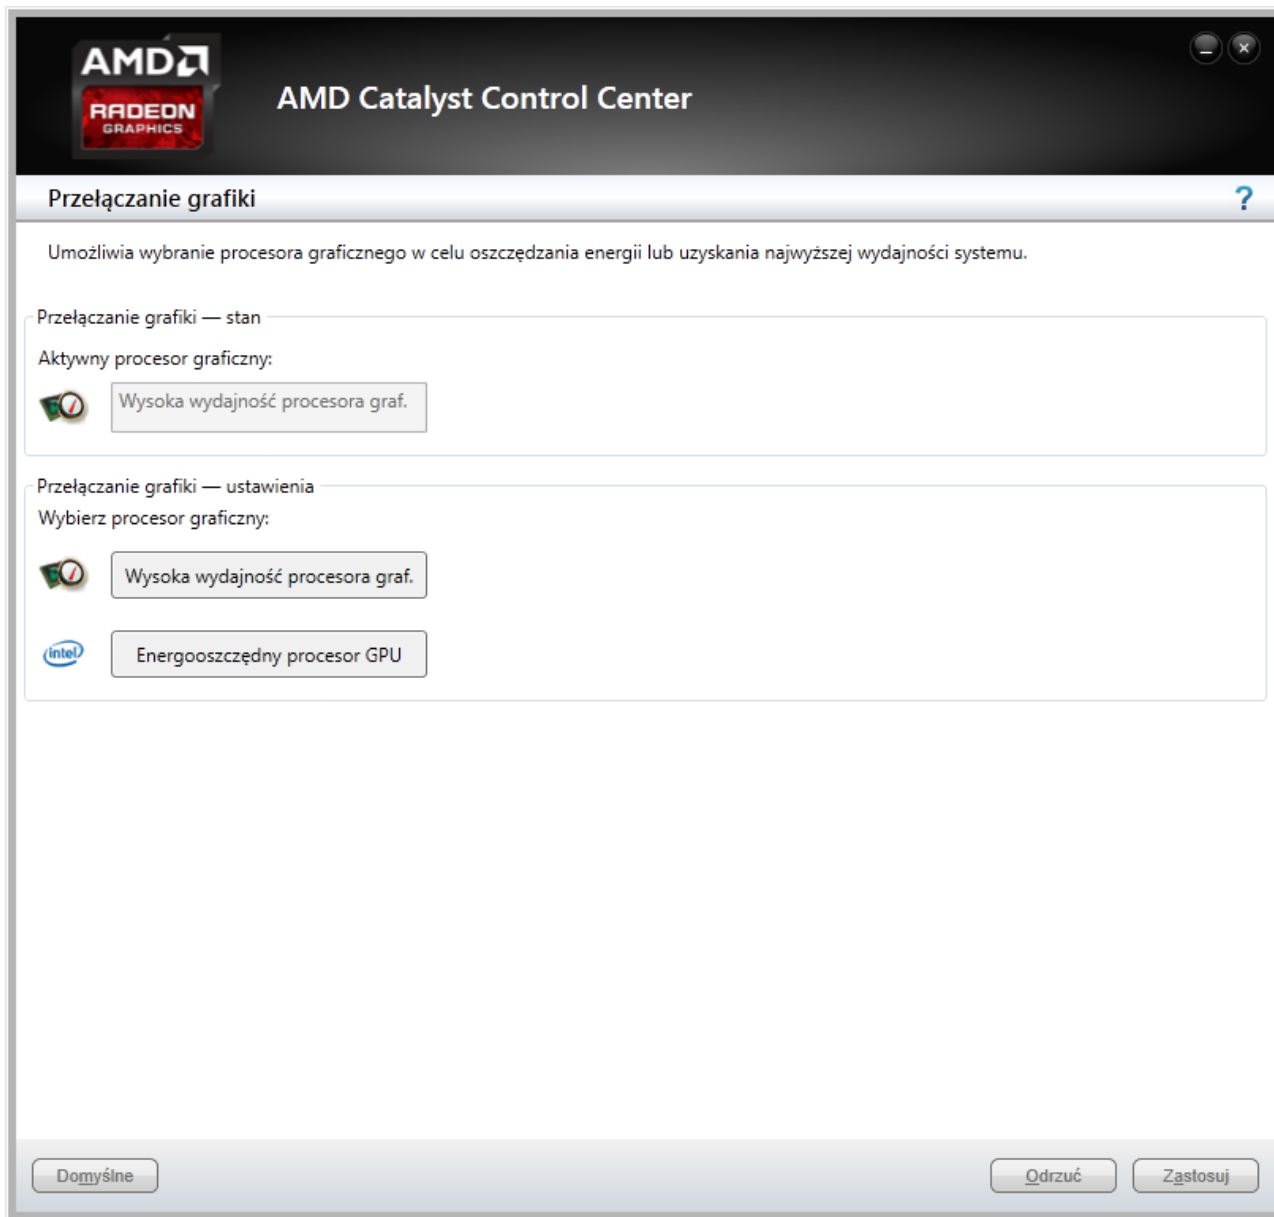 AMD
RADEON
GRAPHICS
AMD Catalyst Control Center
Przełączanie grafiki
?
Umożliwia wybranie procesora graficznego w celu oszczędzania energii lub uzyskania najwyższej wydajności systemu.
Przełączanie grafiki — stan
Aktywny procesor graficzny:
Wysoka wydajność procesora graf.
Przełączanie grafiki — ustawienia
Wybierz procesor graficzny:
Wysoka wydajność procesora graf.
intel
Energooszczędny procesor GPU
Domyślne
Odrzuć
Zastosuj